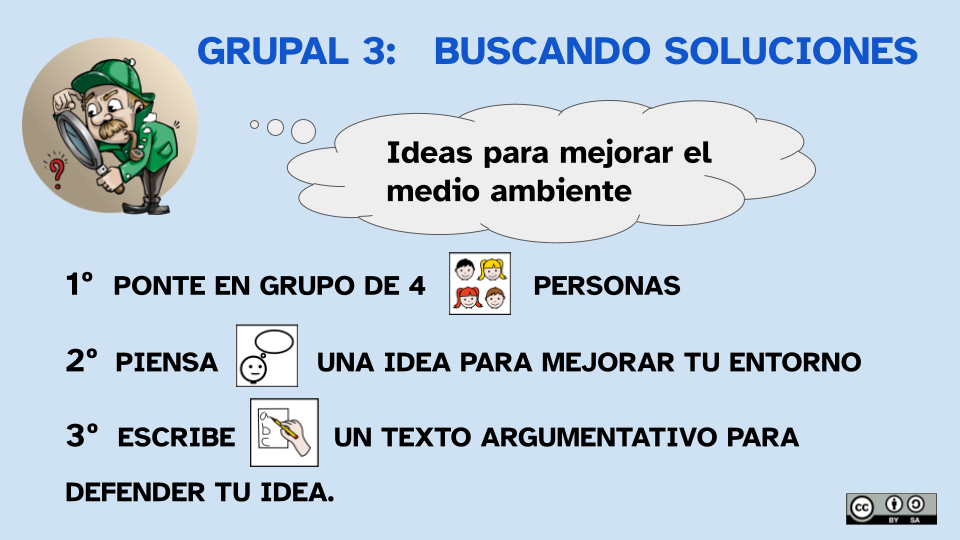 GRUPAL 3: BUSCANDO SOLUCIONES
Ideas para mejorar el
medio ambiente
1º PONTE EN GRUPO DE 4 PERSONAS
2º PIENSA UNA IDEA PARA MEJORAR TU ENTORNO
3º ESCRIBE UN TEXTO ARGUMENTATIVO PARA
DEFENDER TU IDEA.
abc
cc BY SA